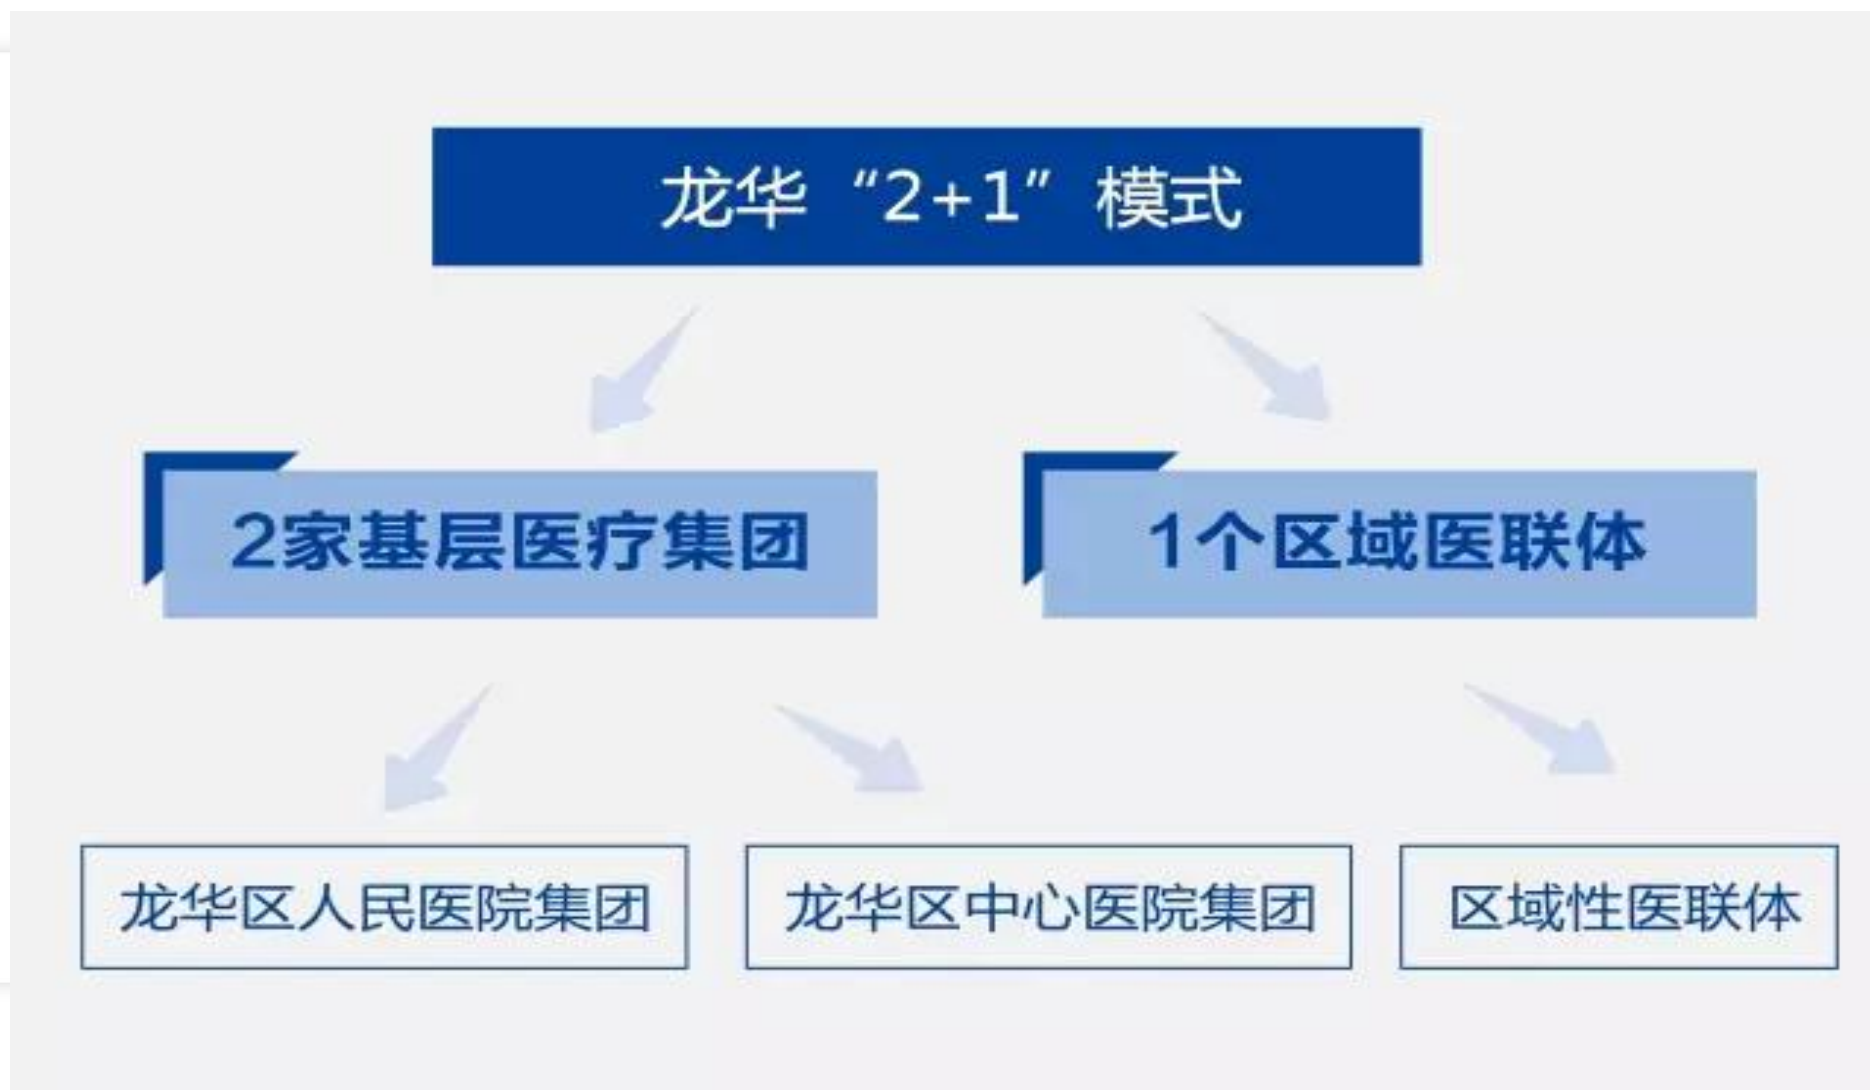 龙华“2+1”模式
2家基层医疗集团
1个区域医联体
龙华区人民医院集团
龙华区中心医院集团
区域性医联体